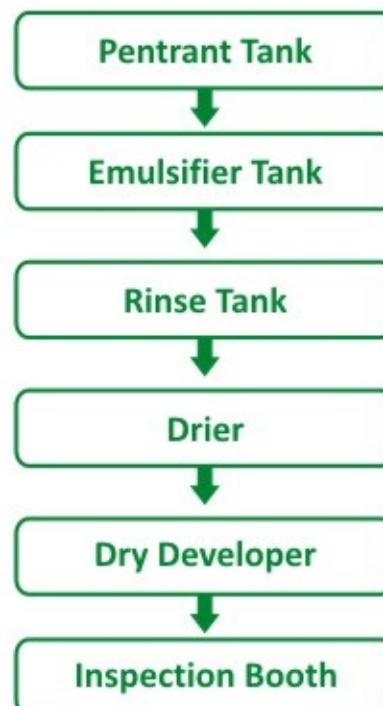 Pentrant Tank
Emulsifier Tank
Rinse Tank
Drier
Dry Developer
Inspection Booth